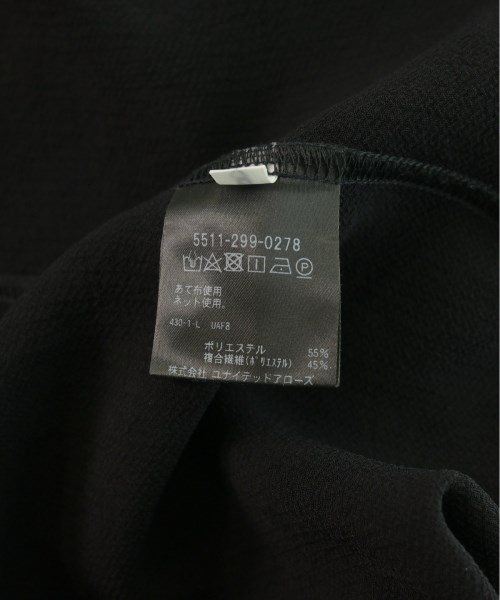 5511-299-0278
あて布使用
ネット使用。
430-1-L UAF8
ポリエステル 55%
複合繊維(ﾎﾟﾘｴｽﾃﾙ) 45%
株式会社 ユナイテッドアローズ